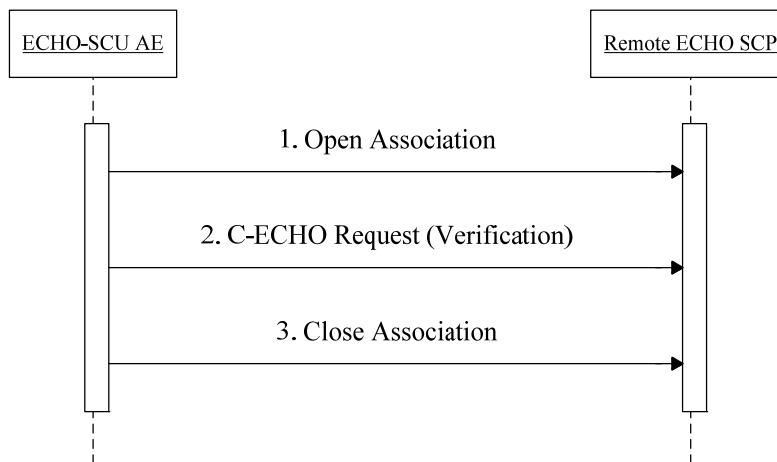 ECHO-SCU AE
Remote ECHO SCP
1. Open Association
2. C-ECHO Request (Verification)
3. Close Association